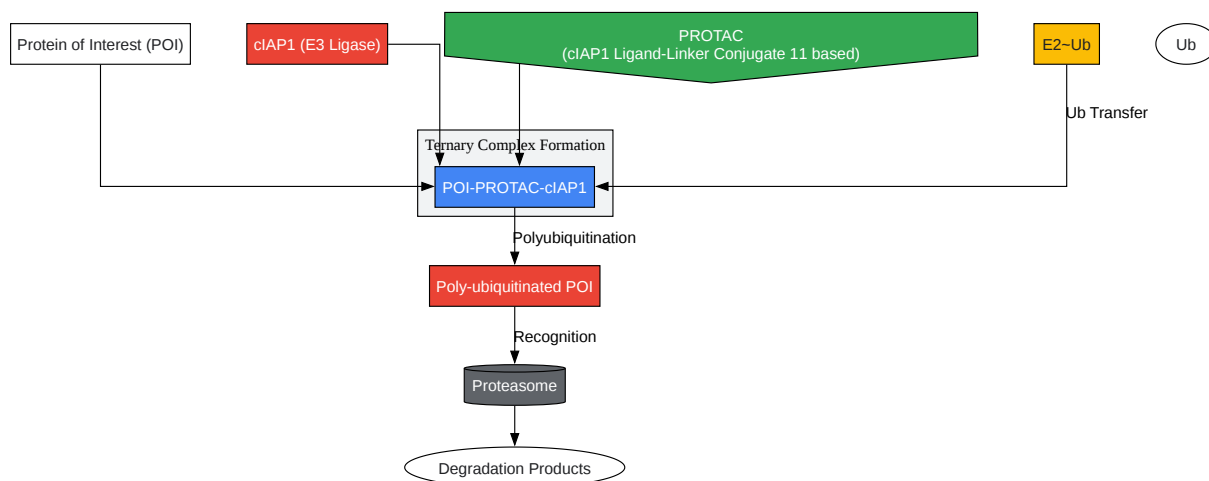 Protein of Interest (POI)
cIAP1 (E3 Ligase)
PROTAC
(cIAP1 Ligand-Linker Conjugate 11 based)
E2~Ub
Ub
Ub Transfer
Ternary Complex Formation
POI-PROTAC-cIAP1
Polyubiquitination
Poly-ubiquitinated POI
Recognition
Proteasome
Degradation Products